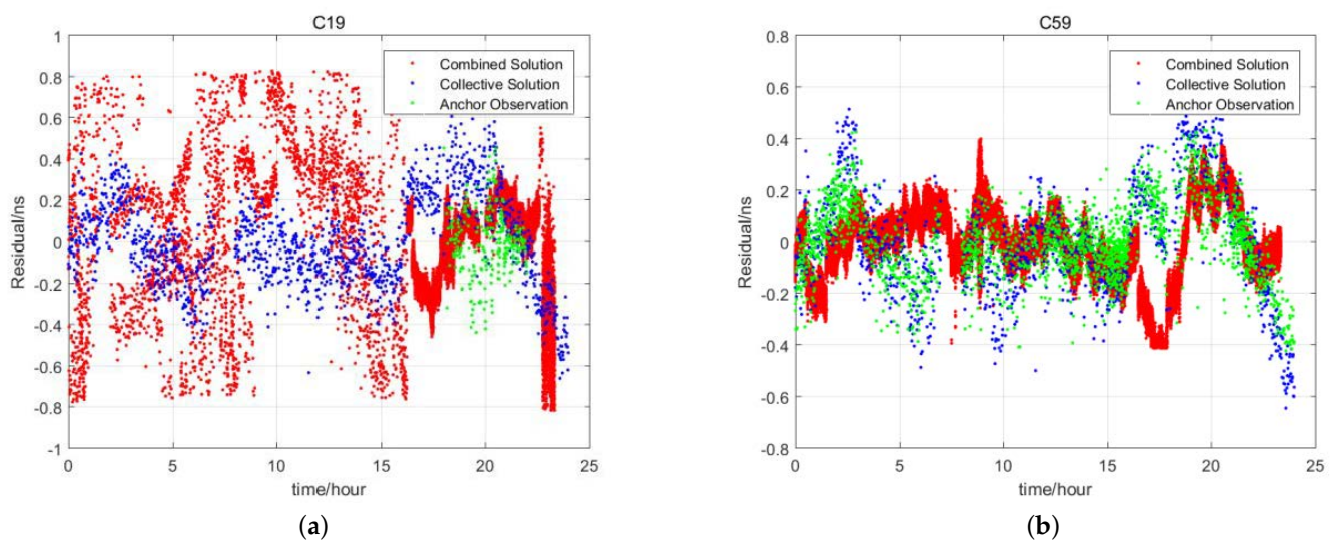 C19
1
0.8
0.6
0.4
0.2
0
-0.2
-0.4
-0.6
-0.8
-1
Residual/ns
Combined Solution
Collective Solution
Anchor Observation
0 5 10 15 20 25
time/hour
(a)
C59
0.8
0.6
0.4
0.2
0
-0.2
-0.4
-0.6
-0.8
Residual/ns
Combined Solution
Collective Solution
Anchor Observation
0 5 10 15 20 25
time/hour
(b)